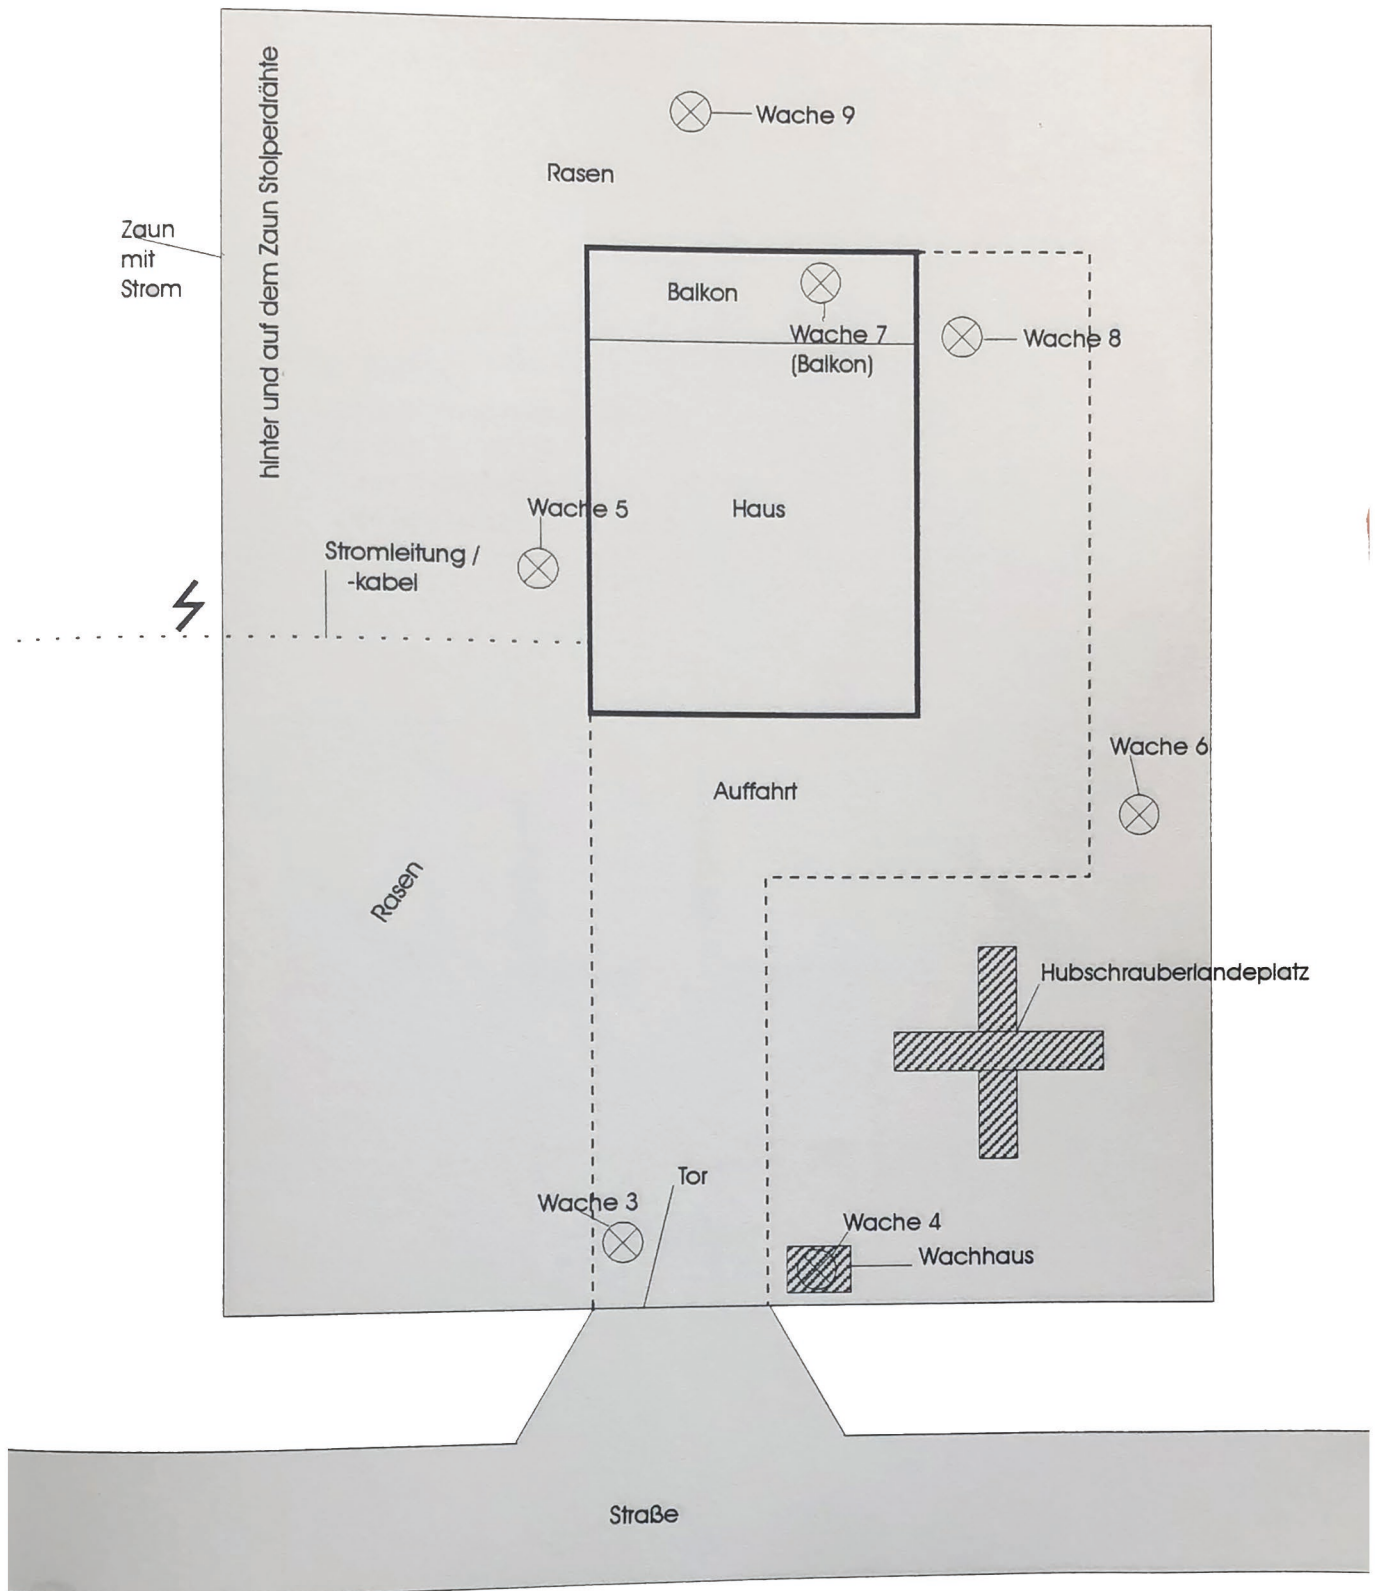 hinter und auf dem Zaun Stolperdrähte
Wache 9
Rasen
Zaun
mit
Strom
Balkon
Wache 7
(Balkon)
Wache 8
Wache 5
Haus
Stromleitung /
-kabel
Wache 6
Auffahrt
Rasen
Hubschrauberlandeplatz
Tor
Wache 3
Wache 4
Wachhaus
Straße